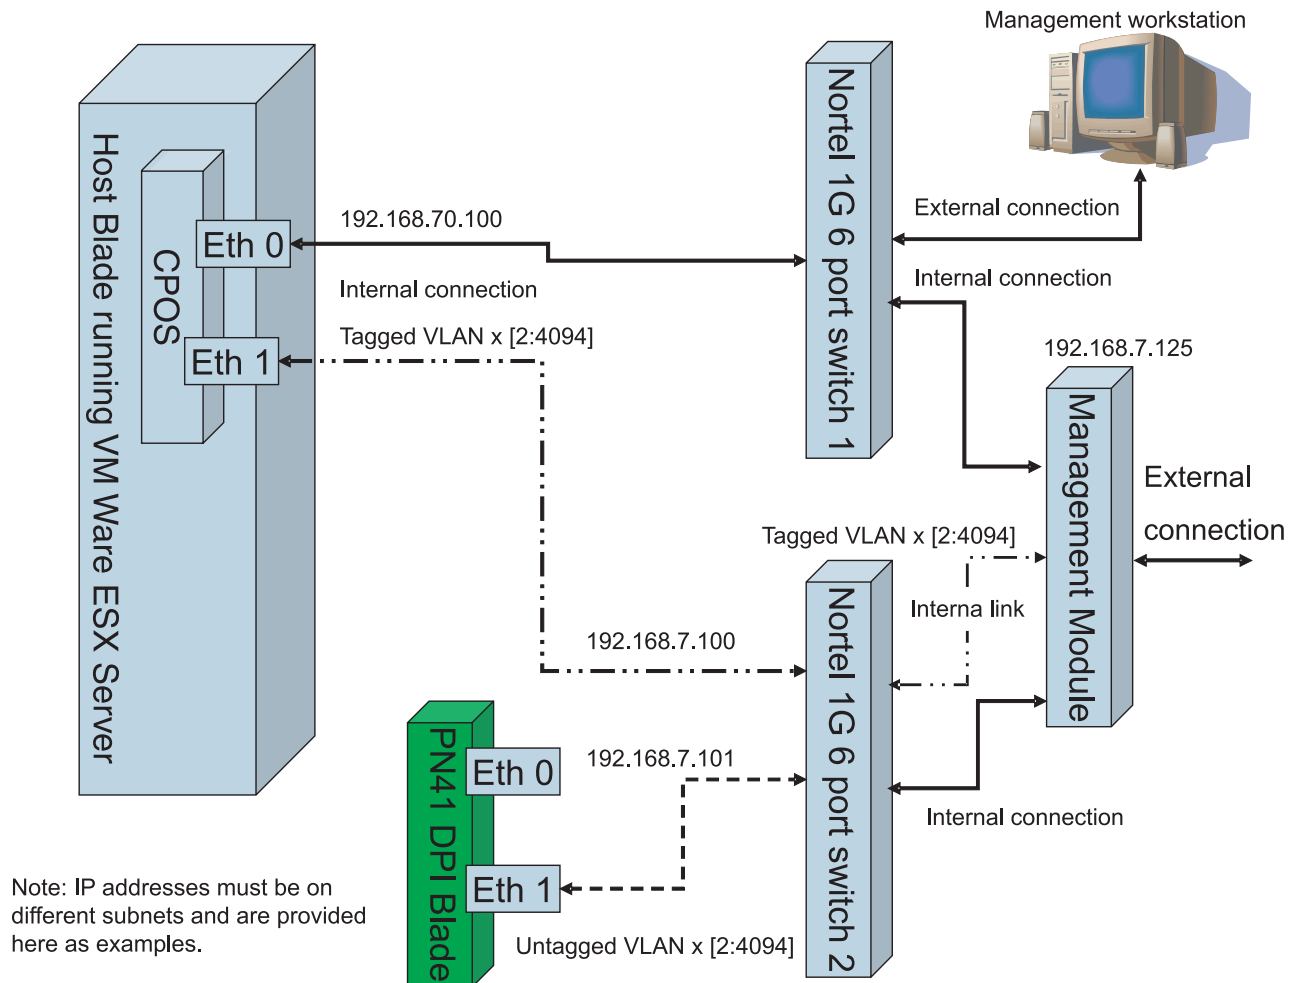 Management workstation
Host Blade running VM Ware ESX Server
CPOS
Eth 0
Eth 1
192.168.70.100
Internal connection
Tagged VLAN x [2:4094]
Nortel 1G 6 port switch 1
External connection
Internal connection
192.168.7.125
Management Module
External
connection
Tagged VLAN x [2:4094]
Interna link
192.168.7.100
Nortel 1G 6 port switch 2
192.168.7.101
Internal connection
PN41 DPI Blade
Eth 0
Eth 1
Untagged VLAN x [2:4094]
Note: IP addresses must be on
different subnets and are provided
here as examples.